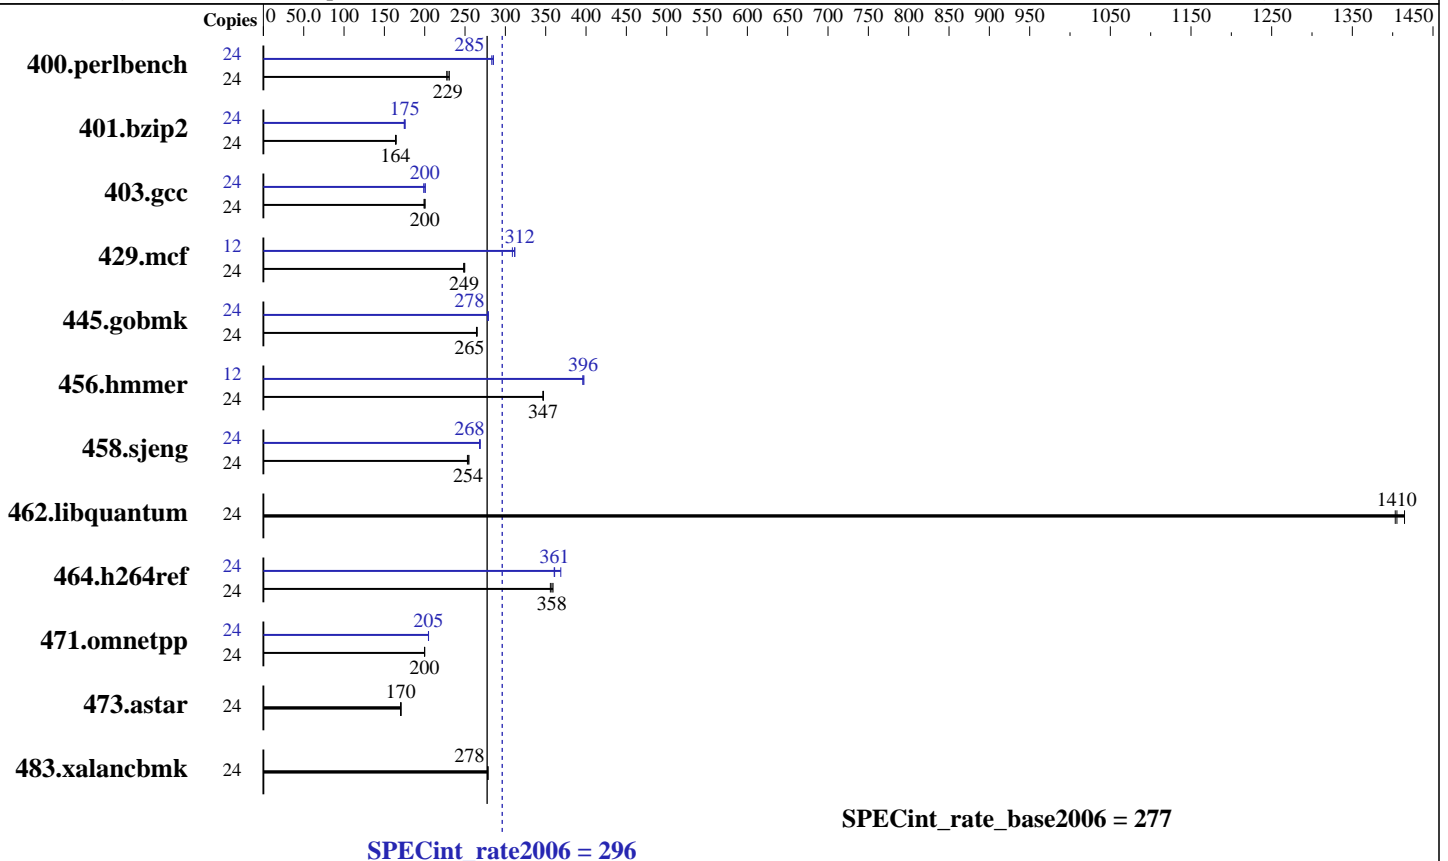 Copies 0 50.0 100 150 200 250 300 350 400 450 500 550 600 650 700 750 800 850 900 950 1050 1150 1250 1350 1450
400.perlbench 24 285
24 229
401.bzip2 24 175
24 164
403.gcc 24 200
24 200
429.mcf 12 312
24 249
445.gobmk 24 278
24 265
456.hmmer 12 396
24 347
458.sjeng 24 268
24 254
462.libquantum 24 1410
464.h264ref 24 361
24 358
471.omnetpp 24 205
24 200
473.astar 24 170
483.xalancbmk 24 278
SPECint_rate_base2006 = 277
SPECint_rate2006 = 296